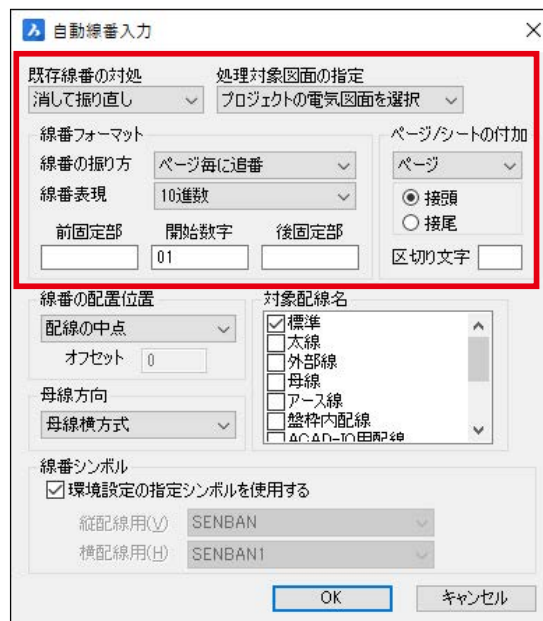 自動線番入力
既存線番の対処 処理対象図面の指定
消して振り直し プロジェクトの電気図面を選択
線番フォーマット ページ/シートの付加
線番の振り方 ページ毎に追番 ページ
線番表現 10進数 接頭
接尾
前固定部 開始数字 後固定部
01 区切り文字
線番の配置位置 対象配線名
配線の中点 標準
太線
オフセット 0 外部線
母線
母線方向 アース線
母線横方式 盤枠内配線
ACAD-IO用配線
線番シンボル
環境設定の指定シンボルを使用する
縦配線用(V) SENBAN
横配線用(H) SENBAN1
OK キャンセル